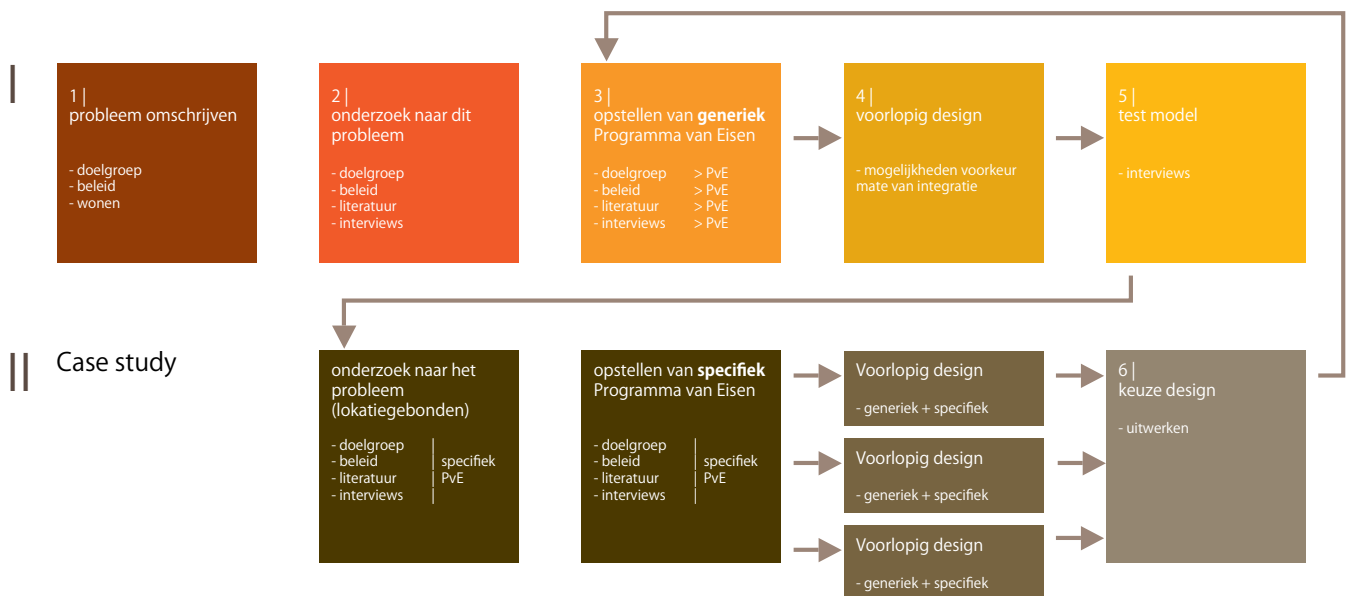 I
1 |
probleem omschrijven
- doelgroep
- beleid
- wonen
2 |
onderzoek naar dit
probleem
- doelgroep
- beleid
- literatuur
- interviews
3 |
opstellen van generiek
Programma van Eisen
- doelgroep > PvE
- beleid > PvE
- literatuur > PvE
- interviews > PvE
4 |
voorlopig design
- mogelijkheden voorkeur
mate van integratie
5 |
test model
- interviews
II
Case study
onderzoek naar het
probleem
(lokatiegebonden)
- doelgroep |
- beleid | specifiek
- literatuur | PvE
- interviews |
opstellen van specifiek
Programma van Eisen
- doelgroep |
- beleid | specifiek
- literatuur | PvE
- interviews |
Voorlopig design
- generiek + specifiek
Voorlopig design
- generiek + specifiek
Voorlopig design
- generiek + specifiek
6 |
keuze design
- uitwerken